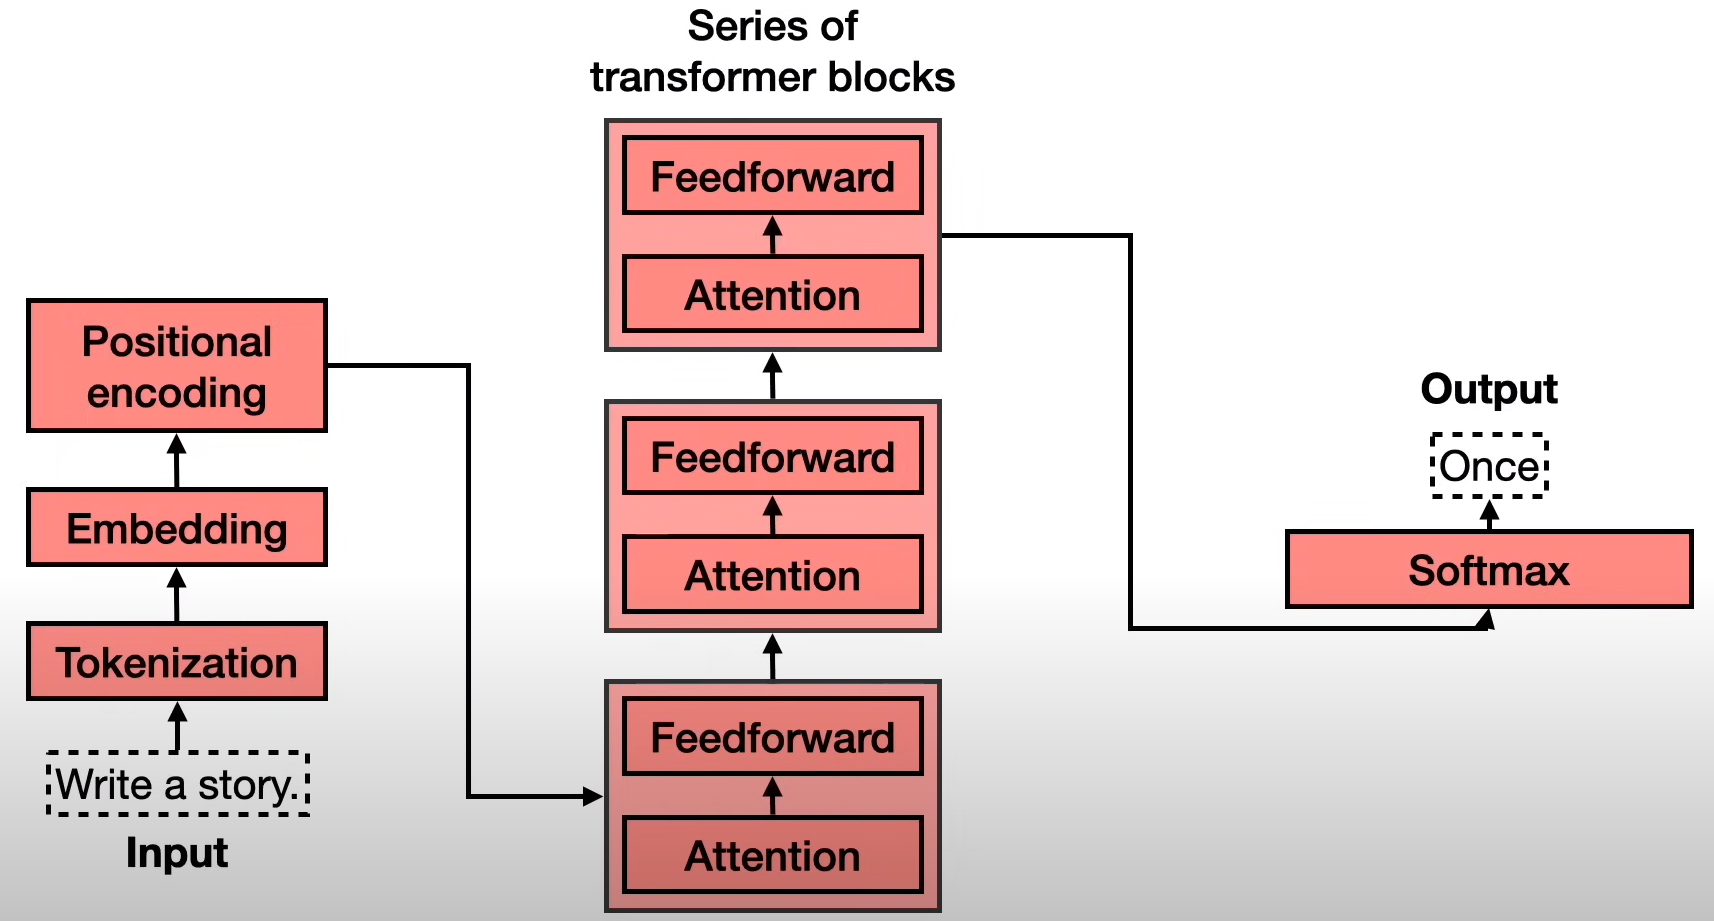 Series of
transformer blocks
Positional
encoding
Embedding
Tokenization
Write a story.
Input
Feedforward
Attention
Feedforward
Attention
Feedforward
Attention
Output
Once
Softmax